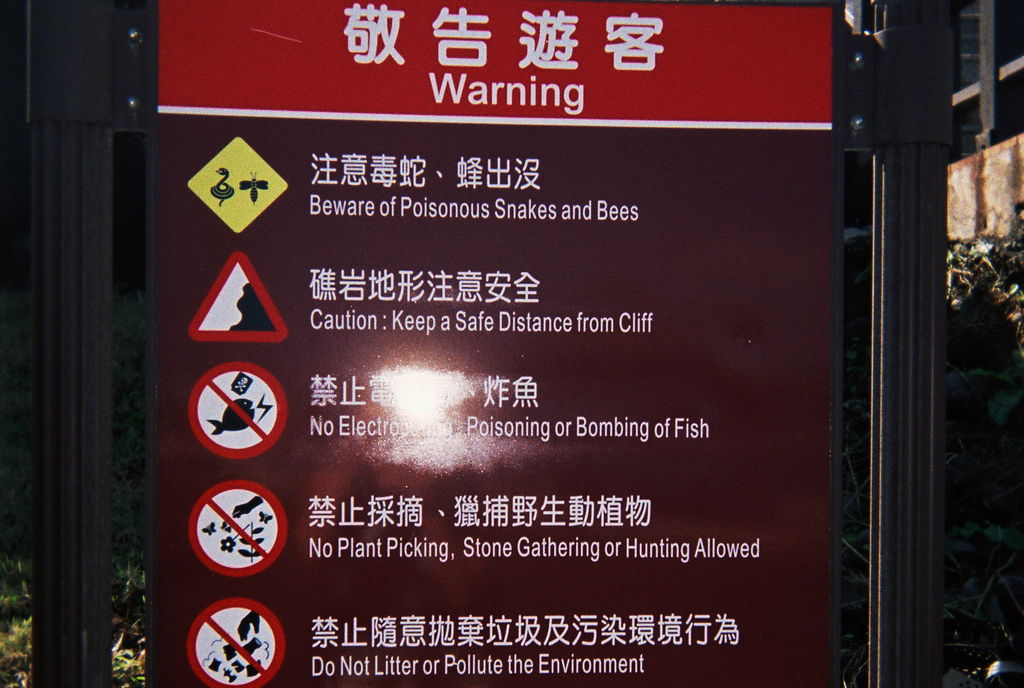 敬告遊客
Warning
注意毒蛇、蜂出沒
Beware of Poisonous Snakes and Bees
礁岩地形注意安全
Caution : Keep a Safe Distance from Cliff
禁止電 、炸魚
No Poisoning or Bombing of Fish
禁止採摘、獵捕野生動植物
No Plant Picking, Stone Gathering or Hunting Allowed
禁止隨意拋棄垃圾及污染環境行為
Do Not Litter or Pollute the Environment